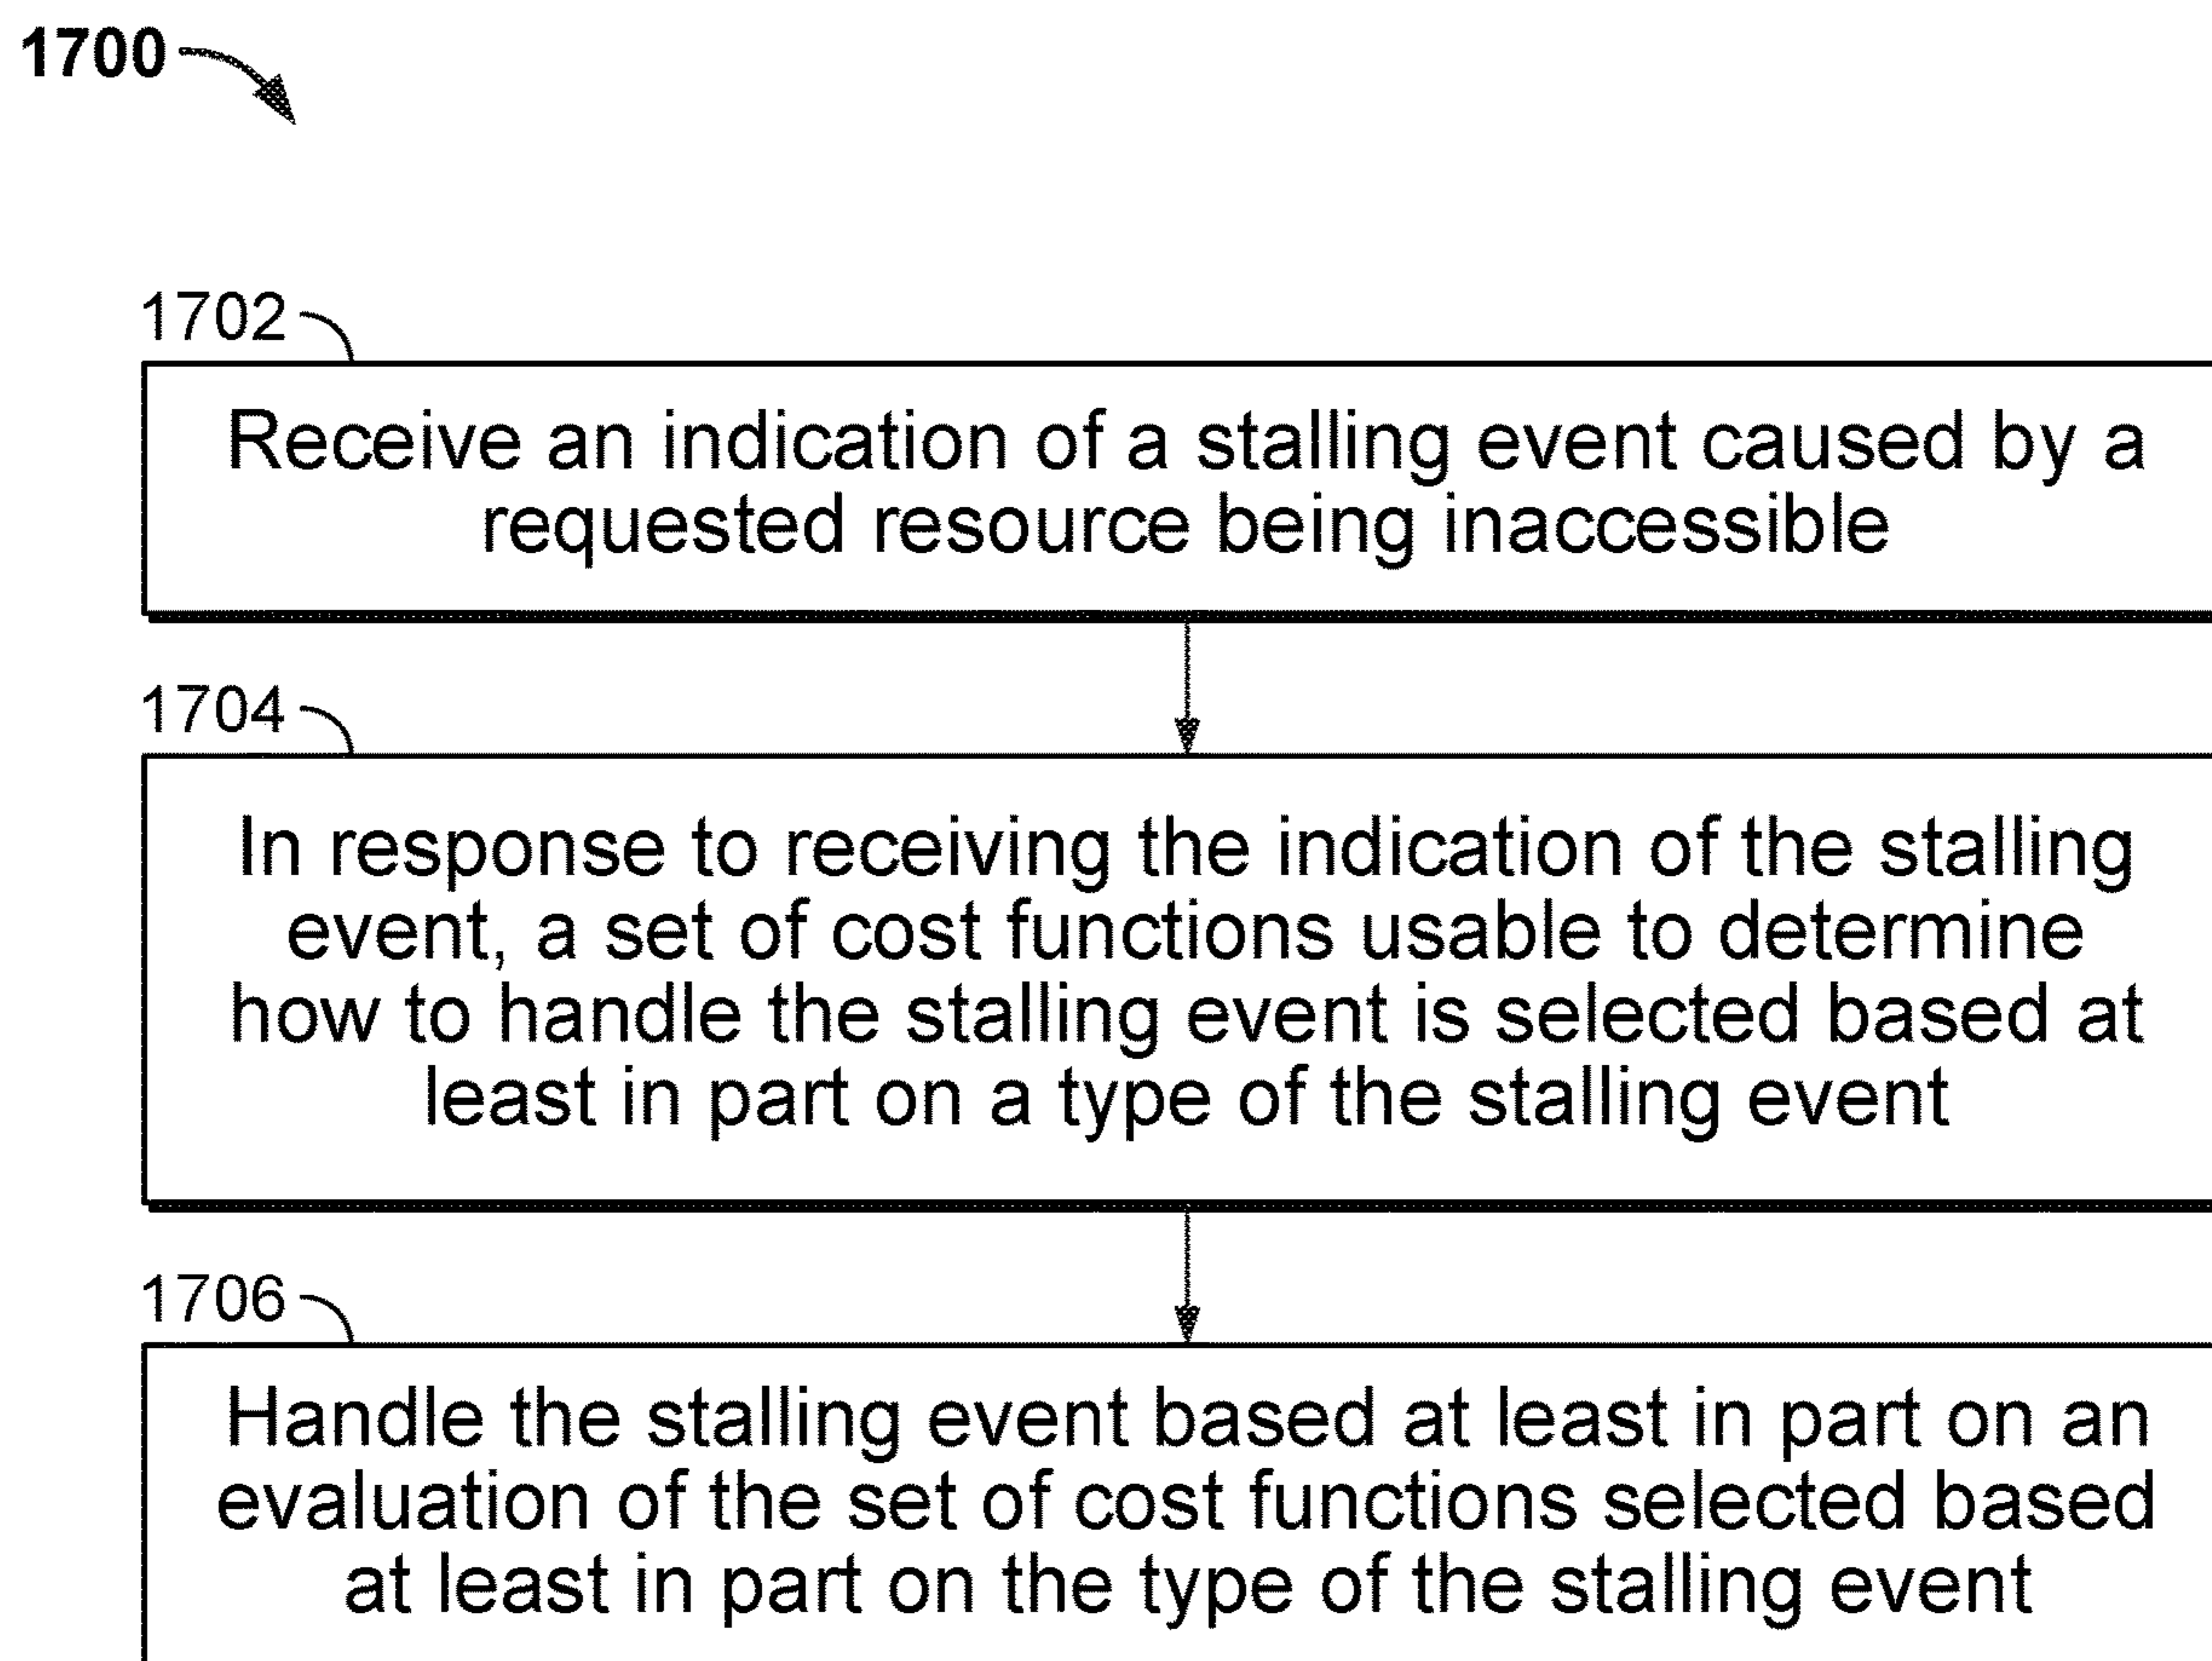 1700
1702
Receive an indication of a stalling event caused by a
requested resource being inaccessible
1704
In response to receiving the indication of the stalling
event, a set of cost functions usable to determine
how to handle the stalling event is selected based at
least in part on a type of the stalling event
1706
Handle the stalling event based at least in part on an
evaluation of the set of cost functions selected based
at least in part on the type of the stalling event